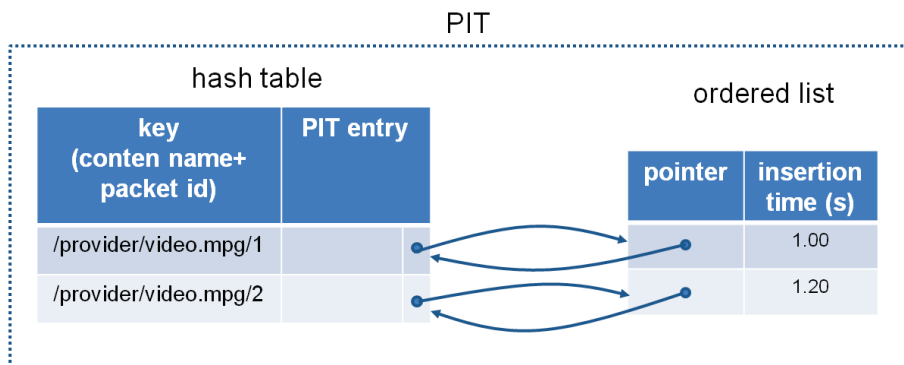 PIT
hash table
ordered list
key
(conten name+
packet id)
PIT entry
pointer
insertion
time (s)
/provider/video.mpg/1
1.00
/provider/video.mpg/2
1.20